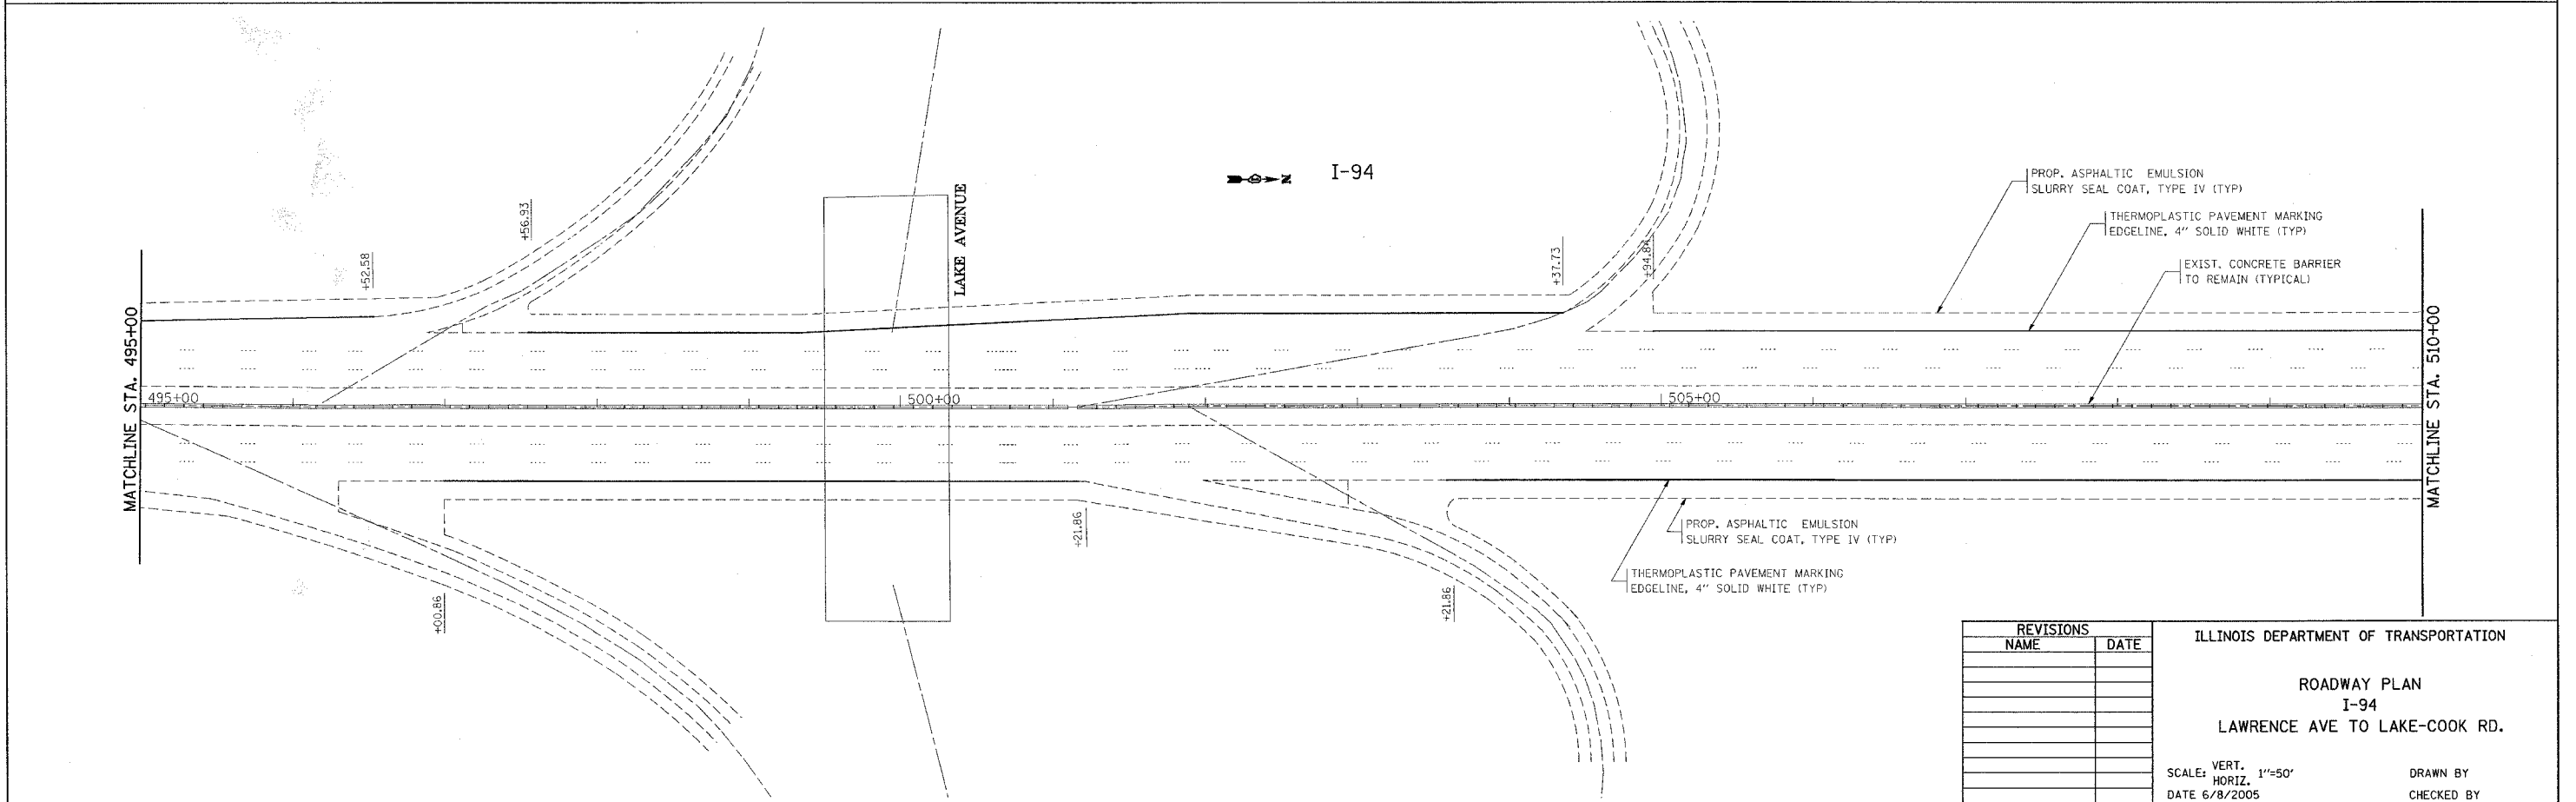 I-94
PROP. ASPHALTIC EMULSION
SLURRY SEAL COAT, TYPE IV (TYP)
THERMOPLASTIC PAVEMENT MARKING
EDGELINE, 4" SOLID WHITE (TYP)
EXIST. CONCRETE BARRIER
TO REMAIN (TYPICAL)
+52.58
+56.93
LAKE AVENUE
+37.73
MATCHLINE STA. 495+00
495+00
500+00
505+00
MATCHLINE STA. 510+00
+00.86
+21.86
+21.86
PROP. ASPHALTIC EMULSION
SLURRY SEAL COAT, TYPE IV (TYP)
THERMOPLASTIC PAVEMENT MARKING
EDGELINE, 4" SOLID WHITE (TYP)
REVISIONS
NAME DATE
ILLINOIS DEPARTMENT OF TRANSPORTATION
ROADWAY PLAN
I-94
LAWRENCE AVE TO LAKE-COOK RD.
SCALE: VERT. HORIZ. 1"=50'
DRAWN BY
DATE 6/8/2005
CHECKED BY